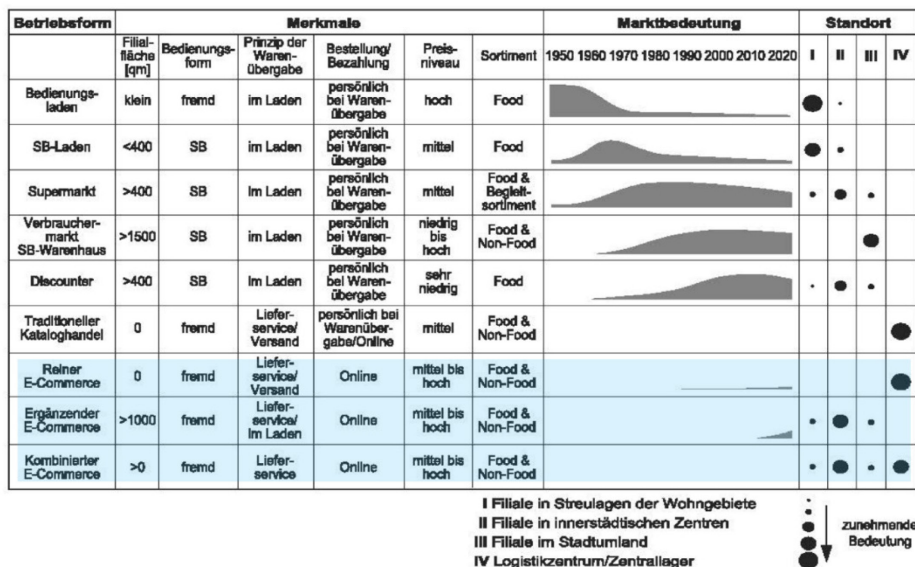 Betriebsform Merkmale Marktbedeutung Standort
Filial-
fläche
[qm]
Bedienungs-
form
Prinzip der
Waren-
übergabe
Bestellung/
Bezahlung
Preis-
niveau
Sortiment
1950 1960 1970 1980 1990 2000 2010 2020
I II III IV
Bedienungs-
laden
klein
fremd
im Laden
persönlich
bei Waren-
übergabe
hoch
Food
SB-Laden
<400
SB
im Laden
persönlich
bei Waren-
übergabe
mittel
Food
Supermarkt
>400
SB
im Laden
persönlich
bei Waren-
übergabe
mittel
Food &
Begleit-
sortiment
Verbraucher-
markt
SB-Warenhaus
>1500
SB
im Laden
persönlich
bei Waren-
übergabe
niedrig
bis
hoch
Food &
Non-Food
Discounter
>400
SB
im Laden
persönlich
bei Waren-
übergabe
sehr
niedrig
Food
Traditioneller
Kataloghandel
0
fremd
Liefer-
service/
Versand
persönlich bei
Warenüber-
gabe/Online
mittel
Food &
Non-Food
Reiner
E-Commerce
0
fremd
Liefer-
service/
Versand
Online
mittel bis
hoch
Food &
Non-Food
Ergänzender
E-Commerce
>1000
fremd
Liefer-
service/
im Laden
Online
mittel bis
hoch
Food &
Non-Food
Kombinierter
E-Commerce
>0
fremd
Liefer-
service
Online
mittel bis
hoch
Food &
Non-Food
I Filiale in Streulagen der Wohngebiete
II Filiale in innerstädtischen Zentren
III Filiale im Stadtumland
IV Logistikzentrum/Zentrallager
zunehmende
Bedeutung